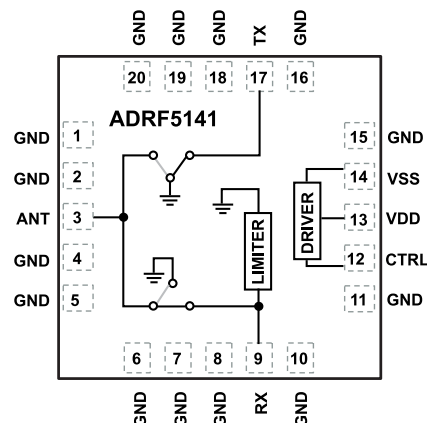 GND GND GND TX GND
20 19 18 17 16
ADRF5141
GND 1
GND 2
ANT 3
GND 4
GND 5
15 GND
14 VSS
13 VDD
12 CTRL
11 GND
LIMITER
DRIVER
6 7 8 9 10
GND GND GND RX GND